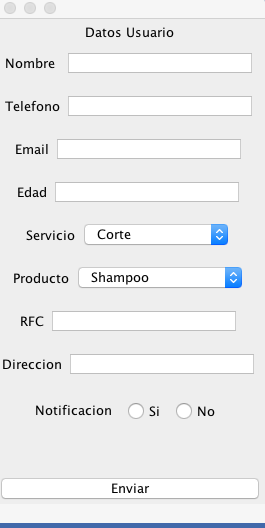 Datos Usuario
Nombre
Telefono
Email
Edad
Servicio Corte
Producto Shampoo
RFC
Direccion
Notificacion Si No
Enviar